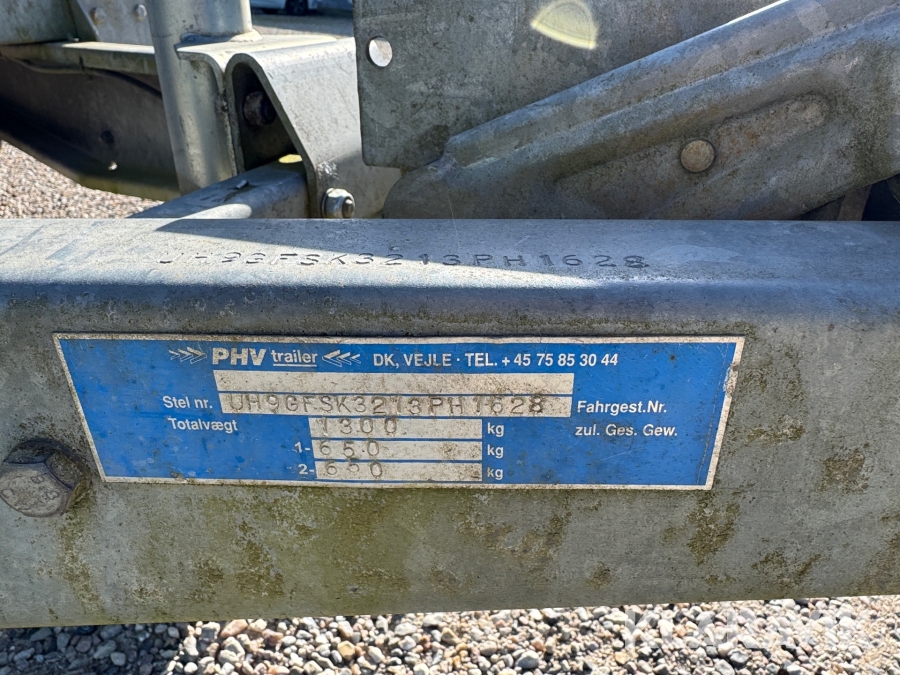 UH9GFSK3213PH1628
PHV trailer DK, VEJLE · TEL. +45 75 85 30 44
Stel nr. UH9GFSK3213PH1628 Fahrgest.Nr.
Totalvægt 1300 kg zul. Ges. Gew.
1- 650 kg
2- 650 kg